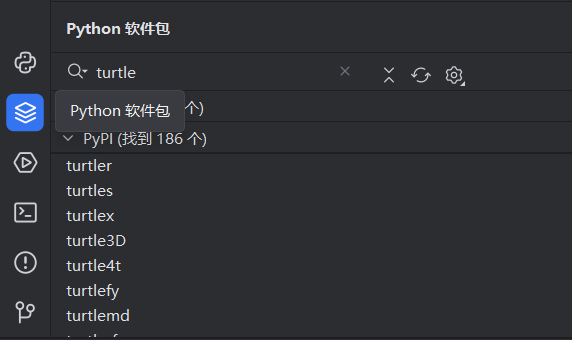 Python 软件包
turtle
个)
Python 软件包
PyPI (找到 186 个)
turtler
turtles
turtlex
turtle3D
turtle4t
turtlefy
turtlemd